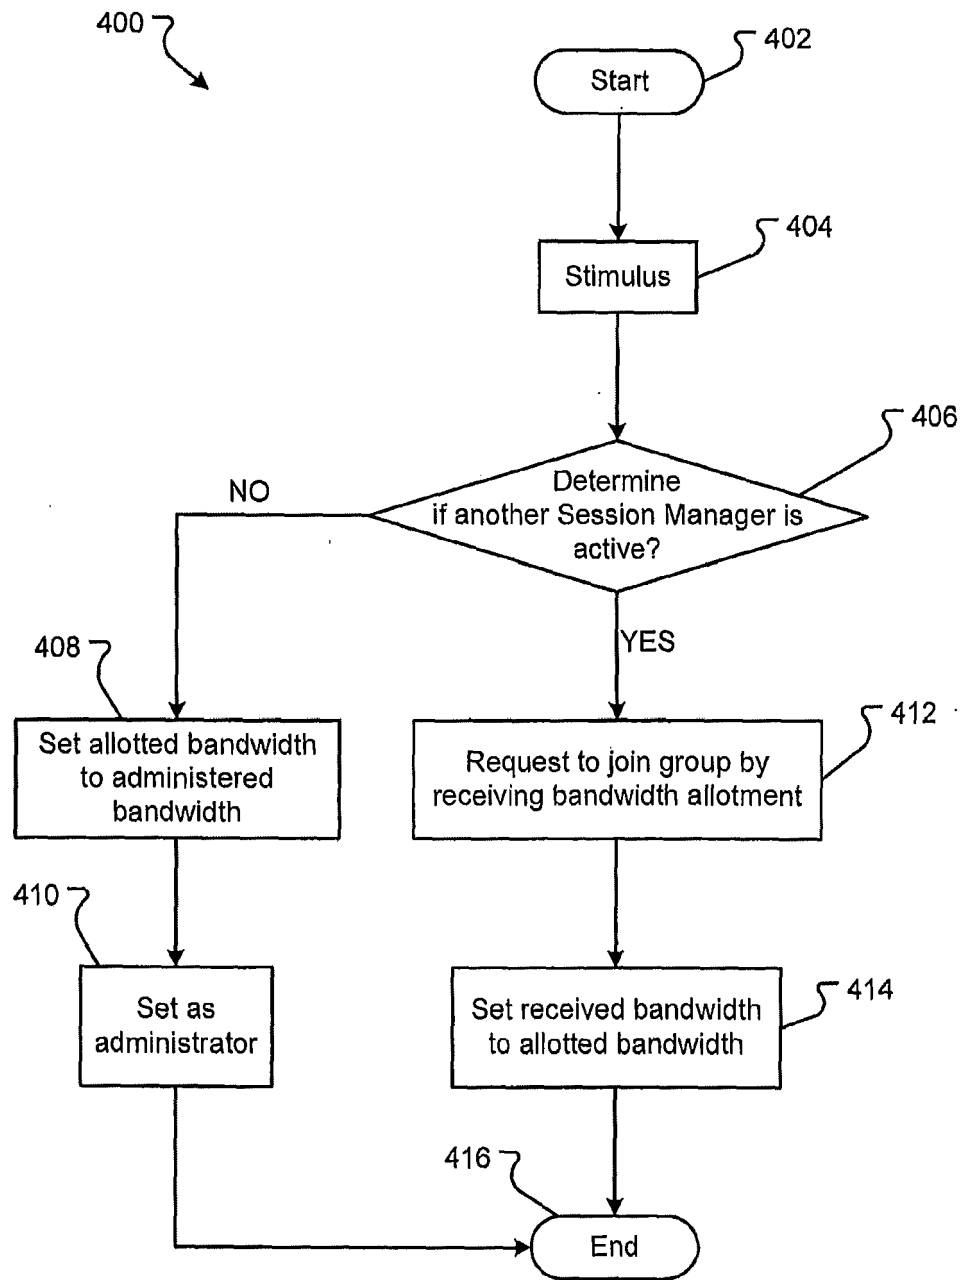 400
402
Start
404
Stimulus
406
Determine
if another Session Manager is
active?
NO
YES
408
Set allotted bandwidth
to administered
bandwidth
412
Request to join group by
receiving bandwidth allotment
410
Set as
administrator
414
Set received bandwidth
to allotted bandwidth
416
End